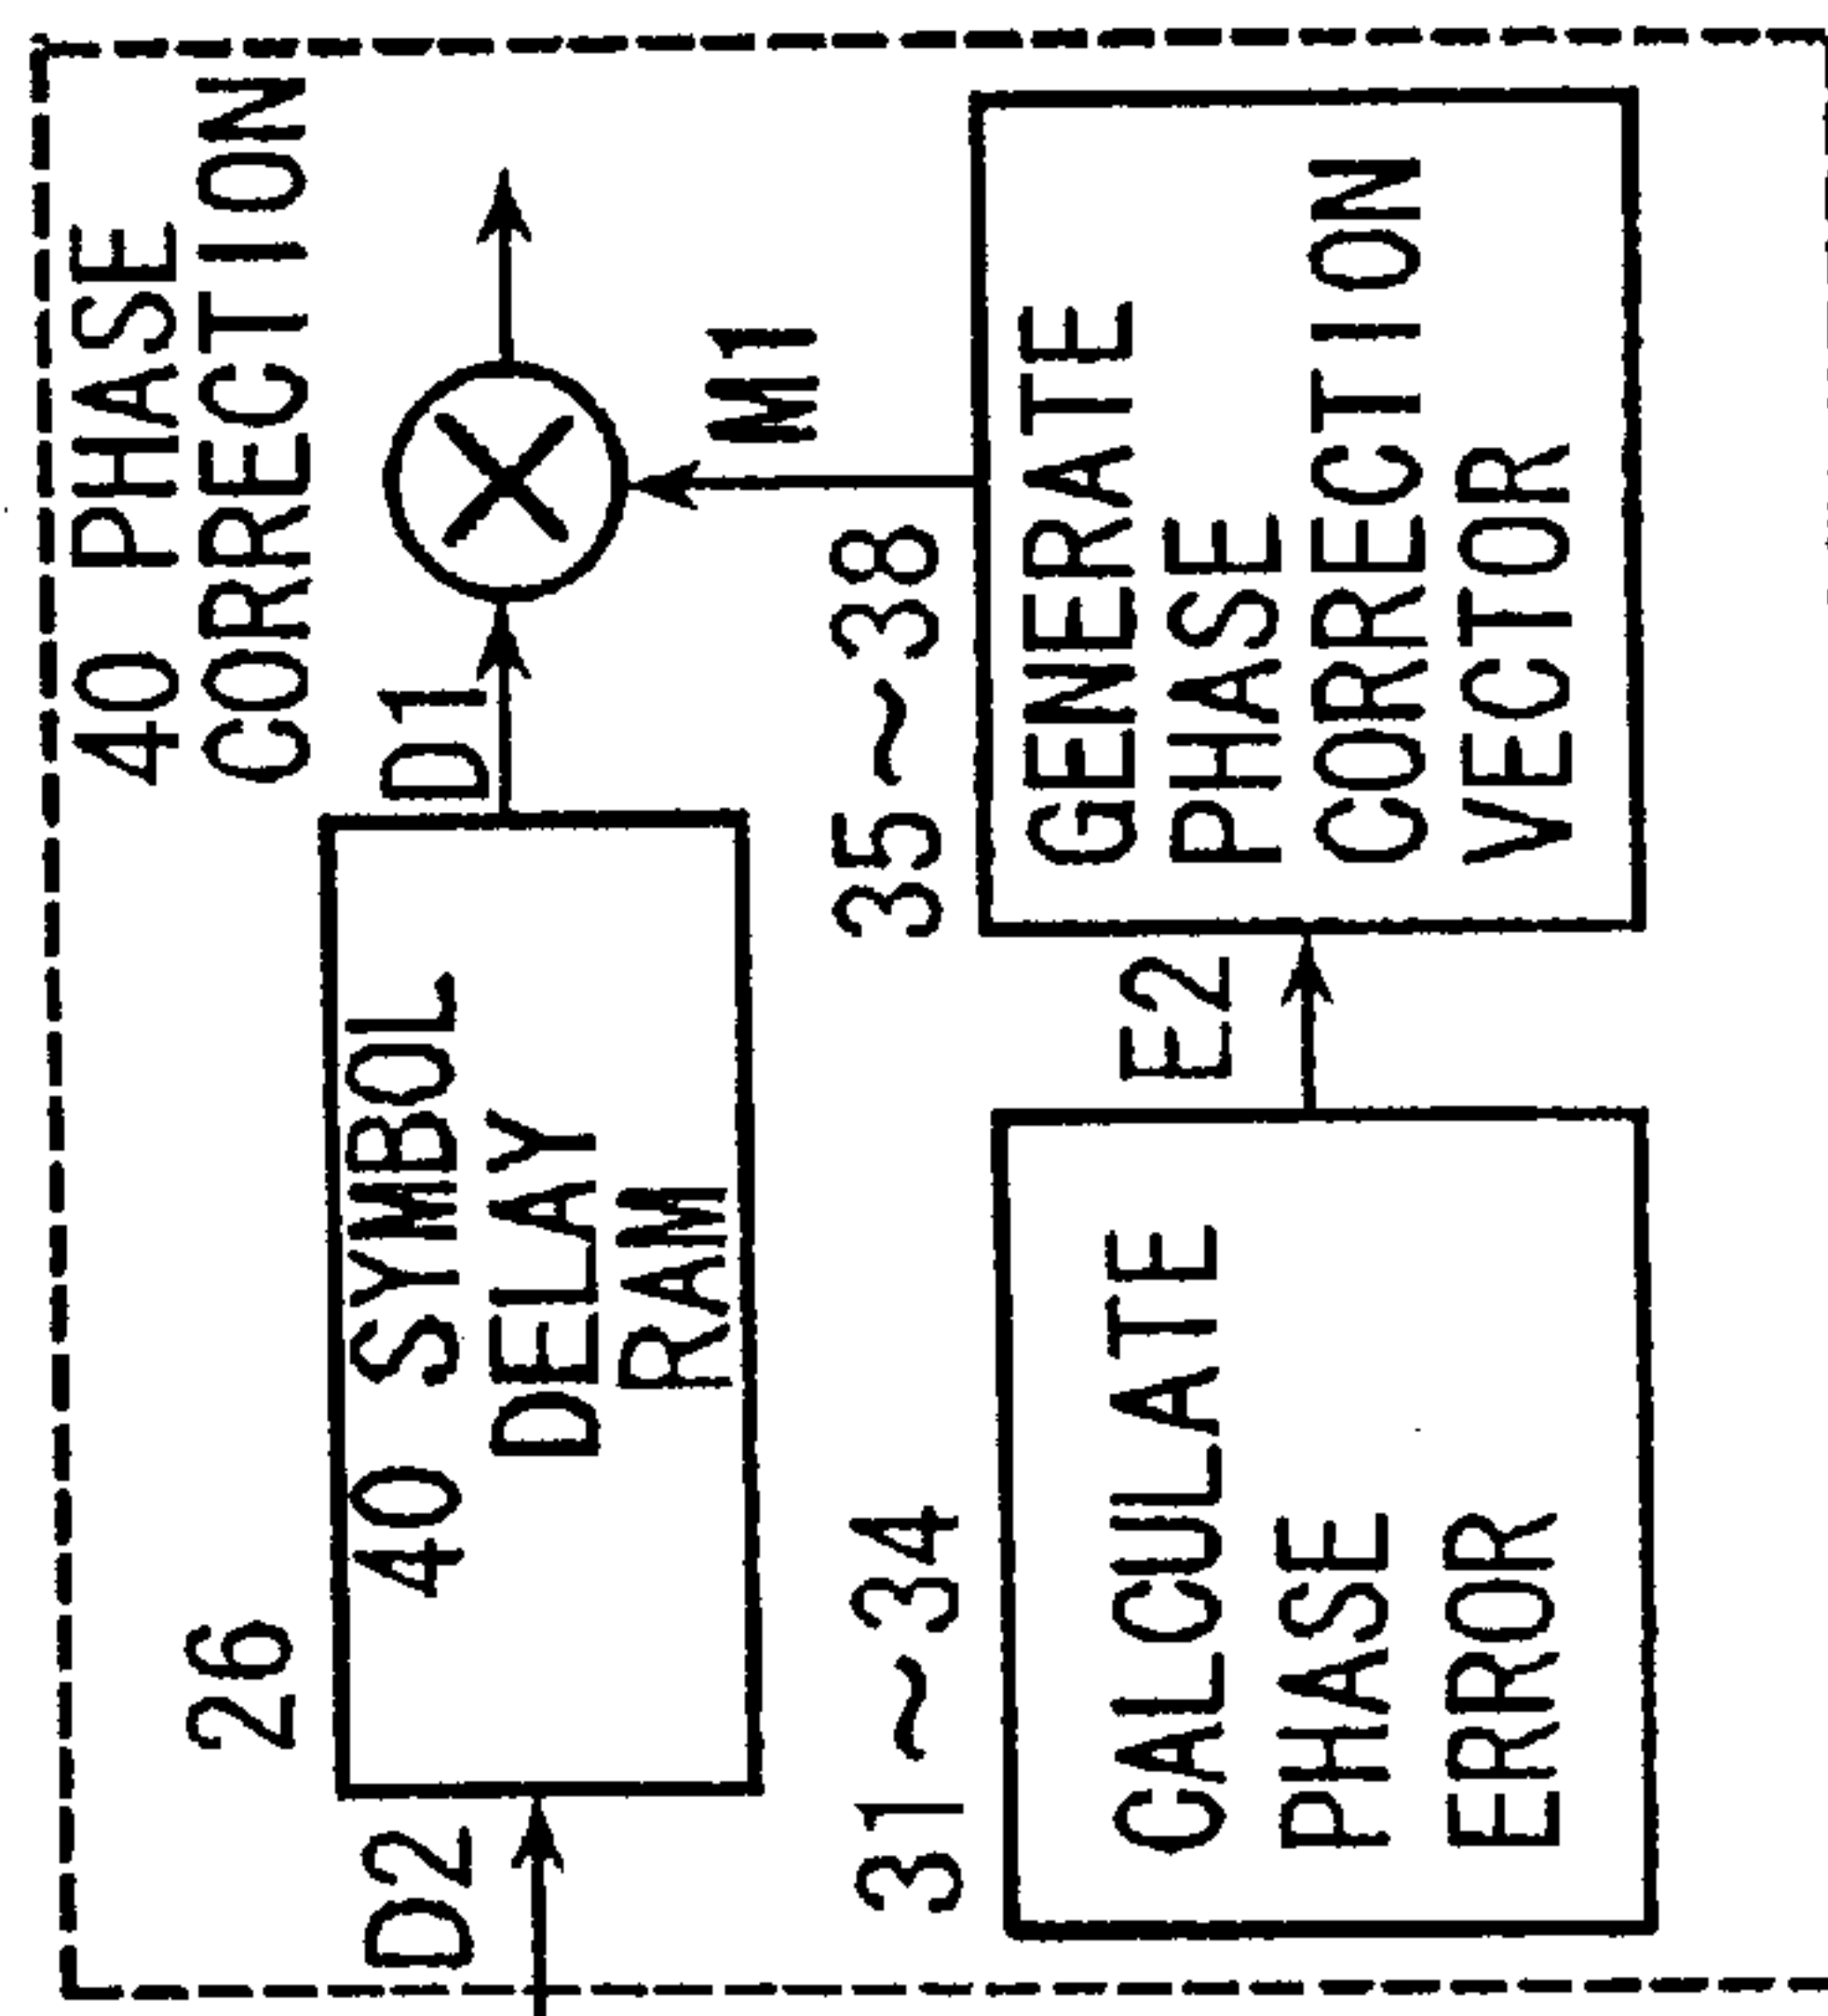 40 PHASE
CORRECTION
26
D2
40 SYMBOL
DELAY
RAM
D1
M1
31~34
CALCULATE
PHASE
ERROR
E2
35~38
GENERATE
PHASE
CORRECTION
VECTOR